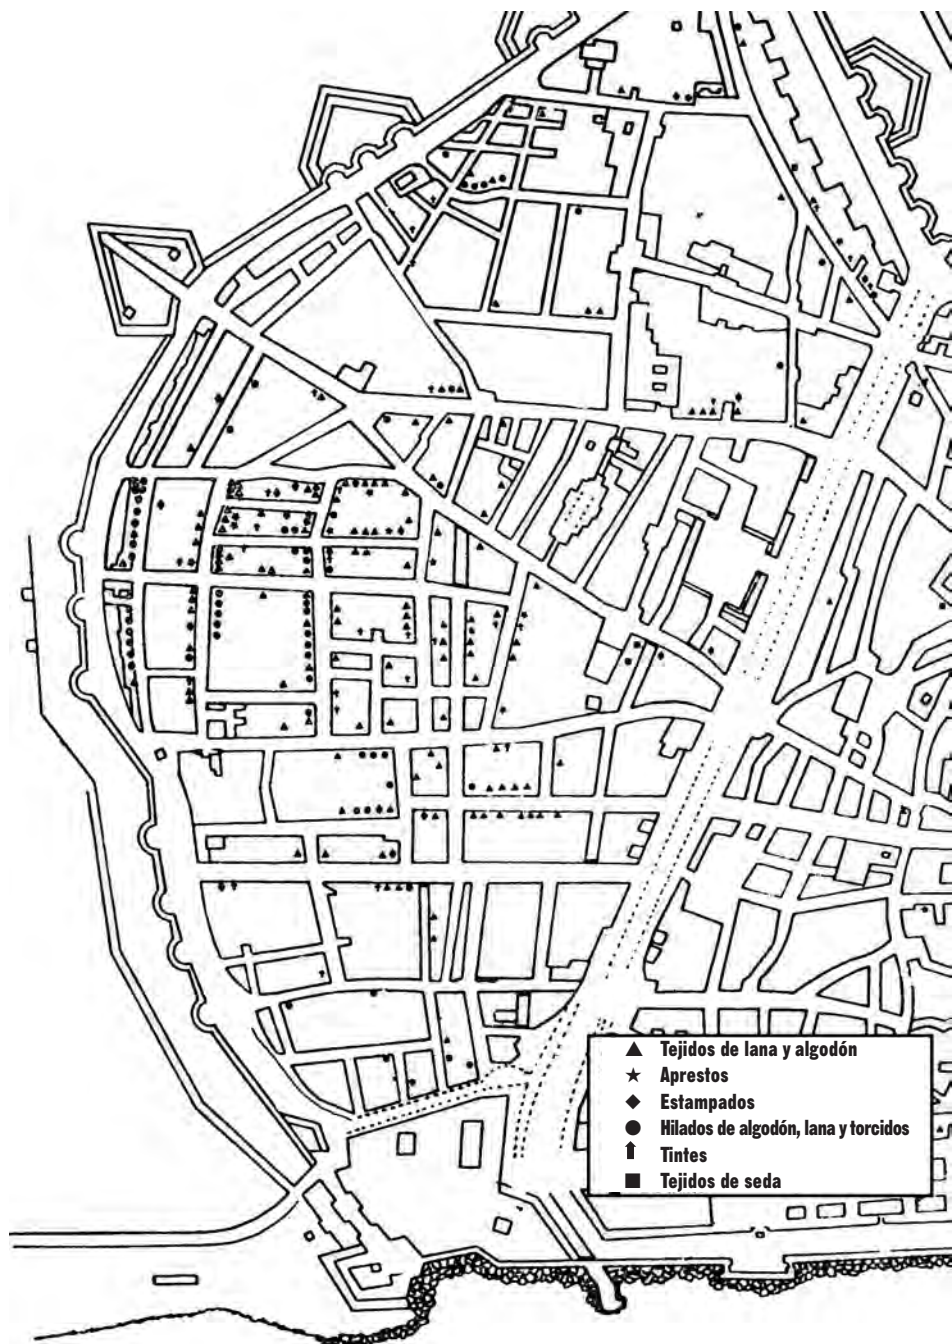 Tejidos de lana y algodón
Aprestos
Estampados
Hilados de algodón, lana y torcidos
Tintes
Tejidos de seda